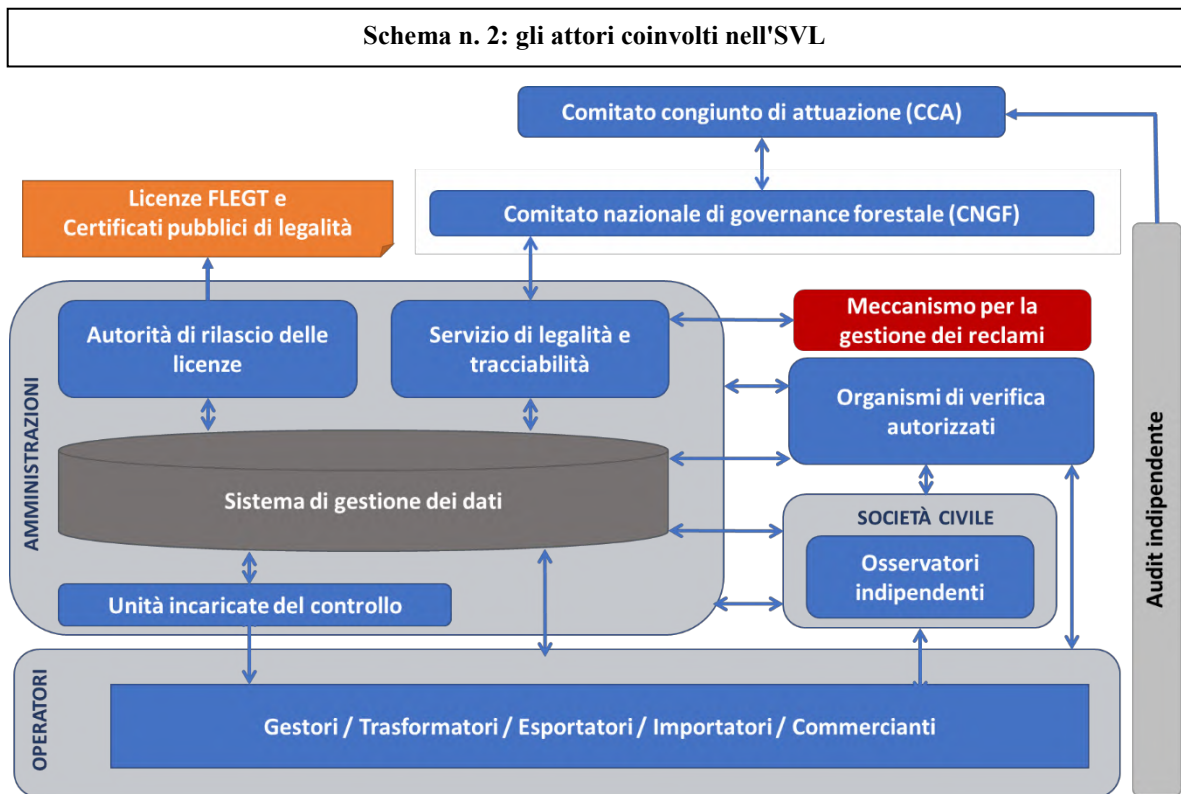 Schema n. 2: gli attori coinvolti nell'SVL
Comitato congiunto di attuazione (CCA)
Licenze FLEGT e
Certificati pubblici di legalità
Comitato nazionale di governance forestale (CNGF)
AMMINISTRAZIONI
Autorità di rilascio delle
licenze
Servizio di legalità e
tracciabilità
Meccanismo per la
gestione dei reclami
Organismi di verifica
autorizzati
Sistema di gestione dei dati
SOCIETÀ CIVILE
Osservatori
indipendenti
Unità incaricate del controllo
Audit indipendente
OPERATORI
Gestori / Trasformatori / Esportatori / Importatori / Commercianti